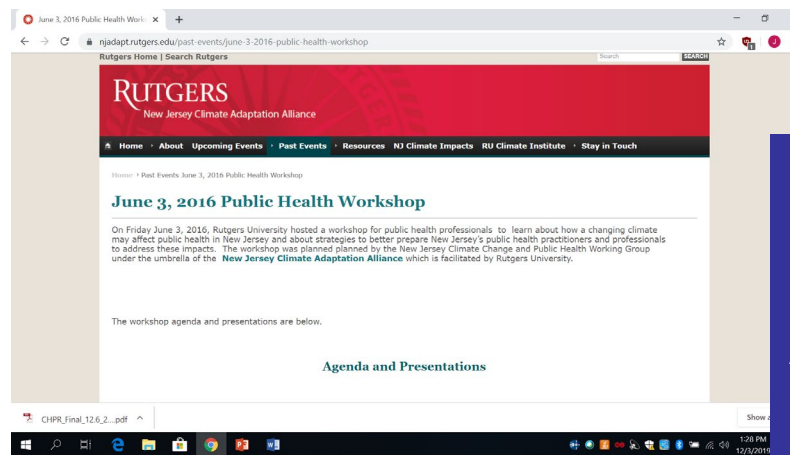 June 3, 2016 Public Health Work
njadapt.rutgers.edu/past-events/june-3-2016-public-health-workshop
Rutgers Home | Search Rutgers
Search
SEARCH
RUTGERS
New Jersey Climate Adaptation Alliance
Home About Upcoming Events Past Events Resources NJ Climate Impacts RU Climate Institute Stay in Touch
Home Past Events June 3, 2016 Public Health Workshop
June 3, 2016 Public Health Workshop
On Friday June 3, 2016, Rutgers University hosted a workshop for public health professionals to learn about how a changing climate
may affect public health in New Jersey and about strategies to better prepare New Jersey's public health practitioners and professionals
to address these impacts. The workshop was planned planned by the New Jersey Climate Change and Public Health Working Group
under the umbrella of the New Jersey Climate Adaptation Alliance which is facilitated by Rutgers University.
The workshop agenda and presentations are below.
Agenda and Presentations
CHPR_Final_12.6_2....pdf
Show
1:28 PM
12/3/2019